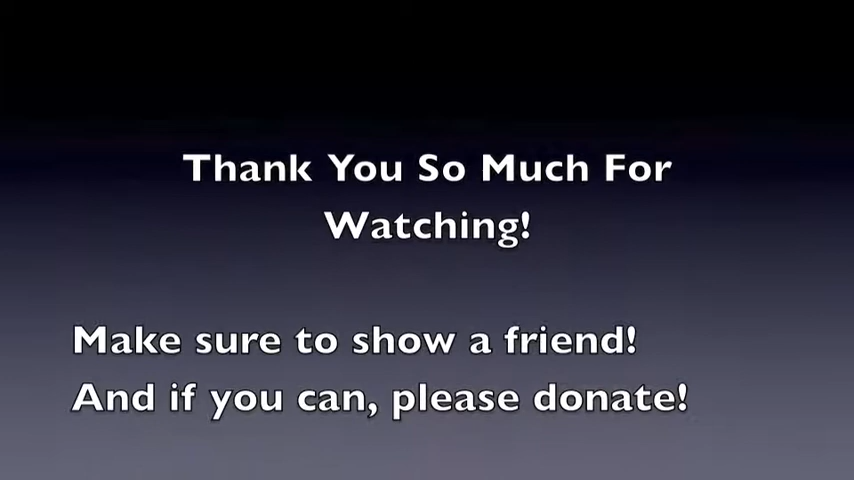 Thank You So Much For
Watching!
Make sure to show a friend!
And if you can, please donate!